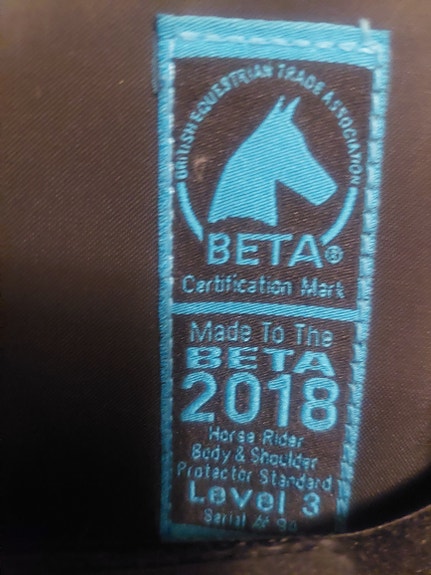 BRITISH EQUESTRIAN TRADE ASSOCIATION
BETA®
Certification Mark
Made To The
BETA
2018
Horse Rider
Body & Shoulder
Protector Standard
Level 3
Serial